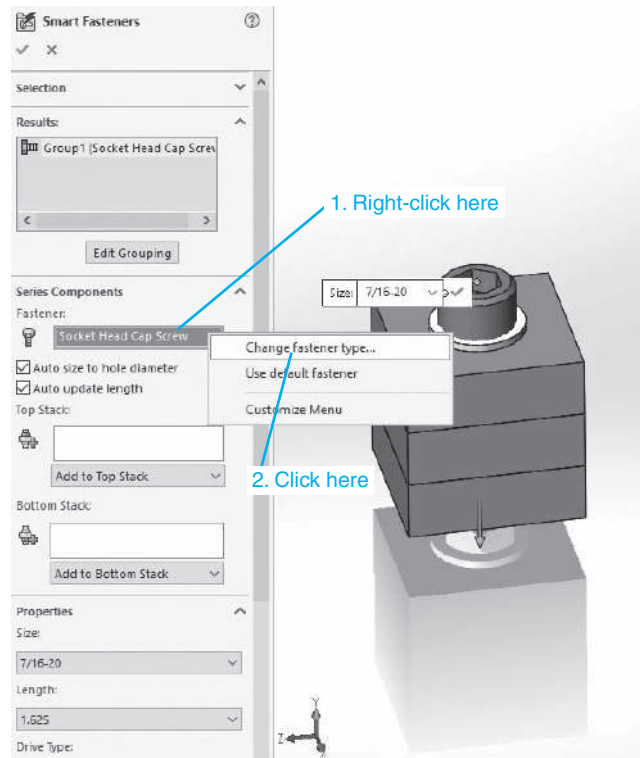 Smart Fasteners
Selection
Results:
Group1 (Socket Head Cap Screw
Edit Grouping
1. Right-click here
Series Components
Fastener:
Socket Head Cap Screw
Size: 7/16-20
Change fastener type...
Use default fastener
Customize Menu
Auto size to hole diameter
Auto update length
Top Stack:
Add to Top Stack
2. Click here
Bottom Stack:
Add to Bottom Stack
Properties
Size:
7/16-20
Length:
1.625
Drive Type:
Y
Z